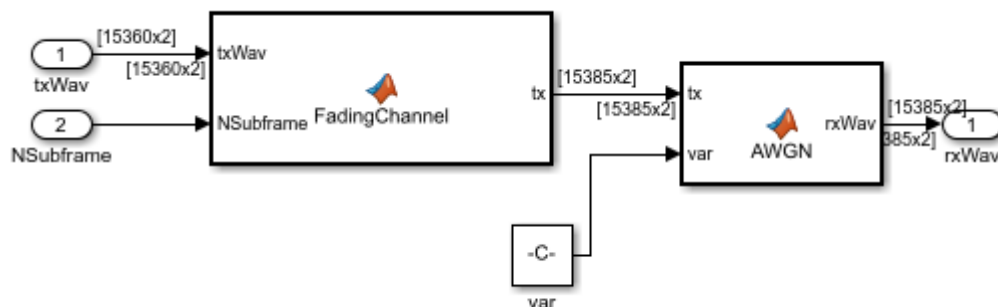 [15360x2]
1
[15360x2]
txWav
txWav
2
NSubframe
NSubframe
FadingChannel
tx
[15385x2]
[15385x2]
tx
var
AWGN
rxWav
[15385x2]
385x2]
1
rxWav
-C-
var